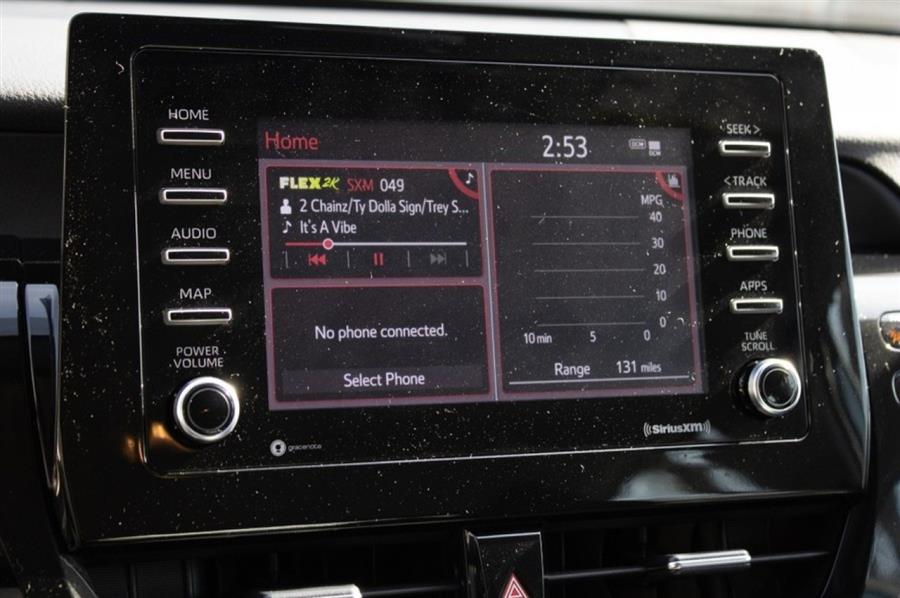 HOME
MENU
AUDIO
MAP
POWER
VOLUME
Home
2:53
DCM
DCM
FLEX2K SXM 049
2 Chainz/Ty Dolla Sign/Trey S...
It's A Vibe
No phone connected.
Select Phone
MPG
40
30
20
10
0
10 min 5 0
Range 131 miles
SEEK >
< TRACK
PHONE
APPS
TUNE
SCROLL
gracenote
SiriusXM